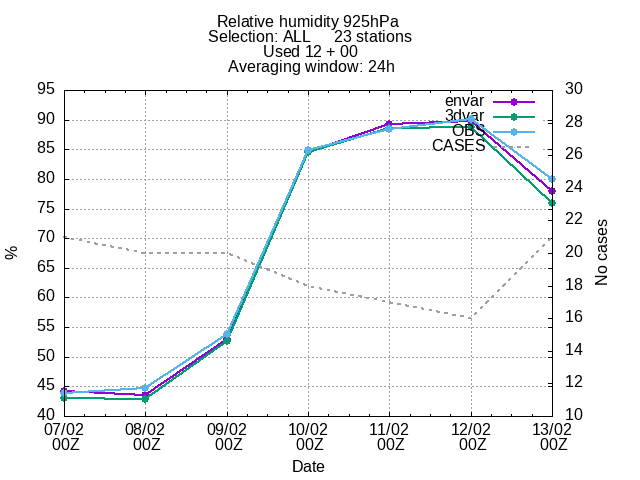 Relative humidity 925hPa
Selection: ALL 23 stations
Used 12 + 00
Averaging window: 24h
95 30
envar
90 28
3dvar
OBS
85 26
CASES
80 24
75 22
70 20
65 18
60 16
55 14
50 12
45 10
40
%
No cases
07/02 08/02 09/02 10/02 11/02 12/02 13/02
00Z 00Z 00Z 00Z 00Z 00Z 00Z
Date